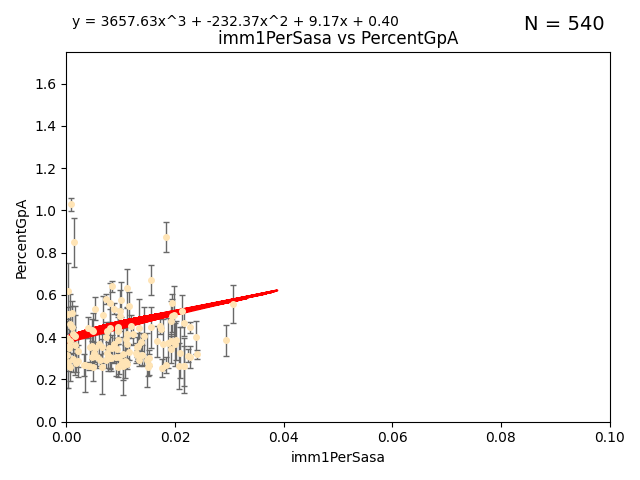 y = 3657.63x^3 + -232.37x^2 + 9.17x + 0.40
N = 540
imm1PerSasa vs PercentGpA
1.6
1.4
1.2
1.0
0.8
0.6
0.4
0.2
0.0
PercentGpA
0.00 0.02 0.04 0.06 0.08 0.10
imm1PerSasa